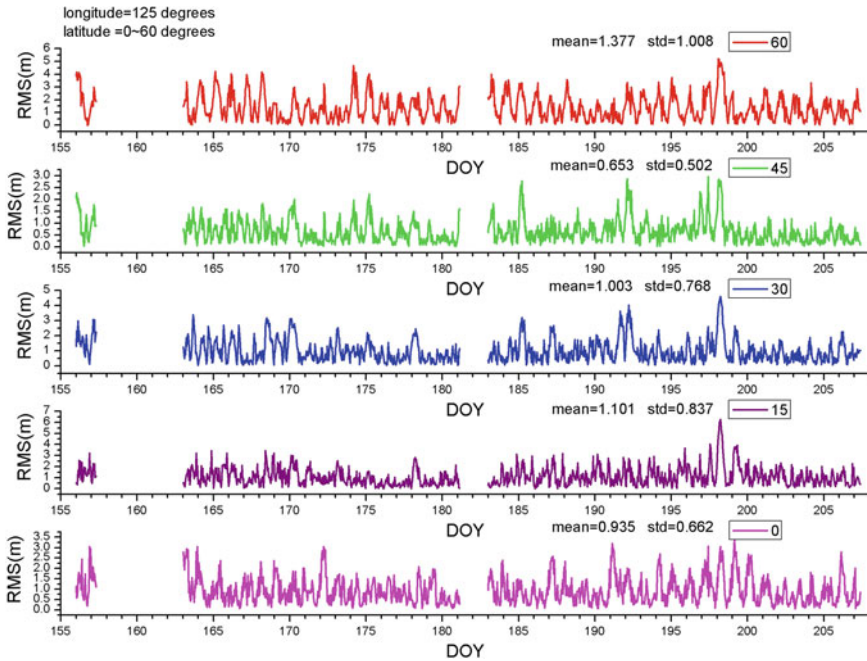 longitude=125 degrees
latitude =0~60 degrees
mean=1.377 std=1.008 60
RMS(m)
6
5
4
3
2
1
0
155 160 165 170 175 180 185 190 195 200 205
DOY
mean=0.653 std=0.502 45
RMS(m)
3.0
2.5
2.0
1.5
1.0
0.5
0.0
155 160 165 170 175 180 185 190 195 200 205
DOY
mean=1.003 std=0.768 30
RMS(m)
5
4
3
2
1
0
155 160 165 170 175 180 185 190 195 200 205
DOY
mean=1.101 std=0.837 15
RMS(m)
7
6
5
4
3
2
1
0
155 160 165 170 175 180 185 190 195 200 205
DOY
mean=0.935 std=0.662 0
RMS(m)
3.5
3.0
2.5
2.0
1.5
1.0
0.5
0.0
155 160 165 170 175 180 185 190 195 200 205
DOY